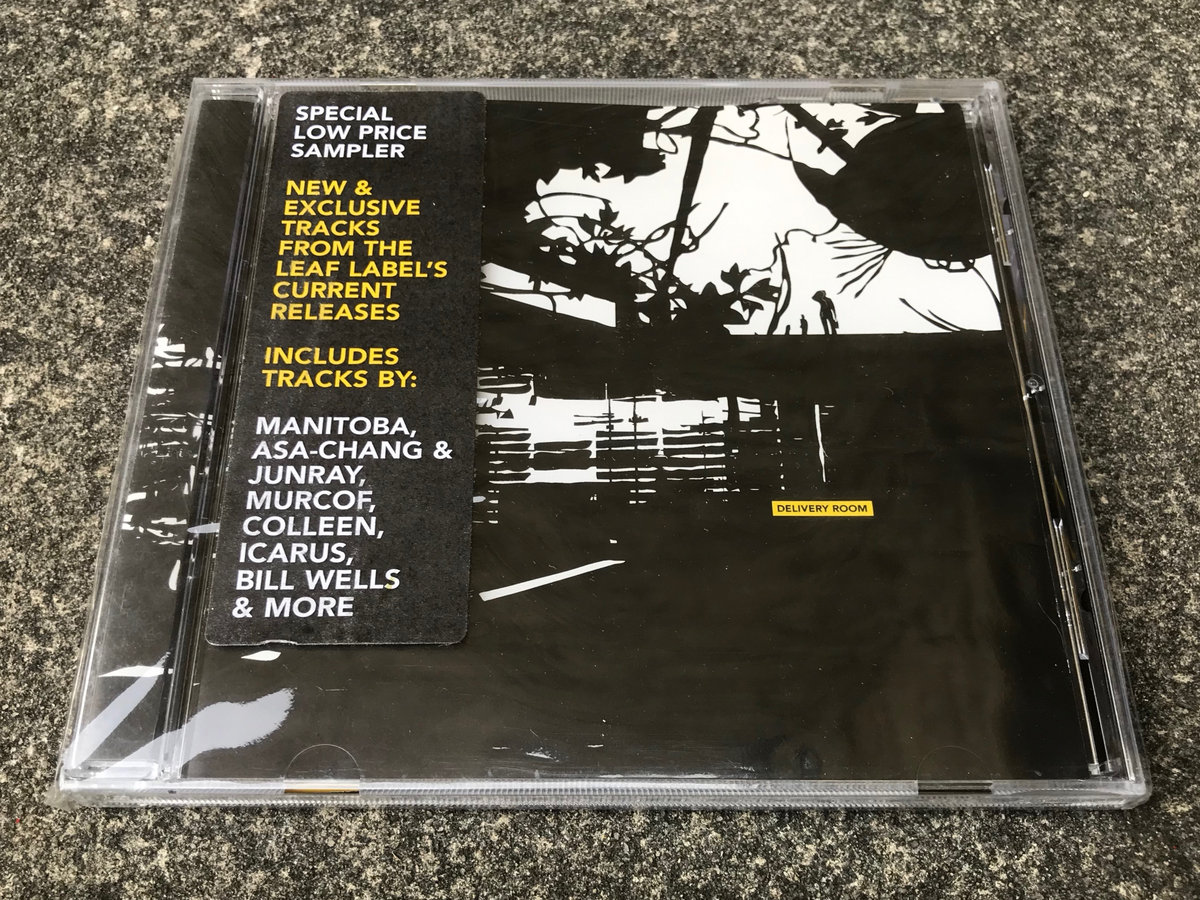 SPECIAL
LOW PRICE
SAMPLER
NEW &
EXCLUSIVE
TRACKS
FROM THE
LEAF LABEL'S
CURRENT
RELEASES
INCLUDES
TRACKS BY:
MANITOBA,
ASA-CHANG &
JUNRAY,
MURCOF,
COLLEEN,
ICARUS,
BILL WELLS
& MORE
DELIVERY ROOM